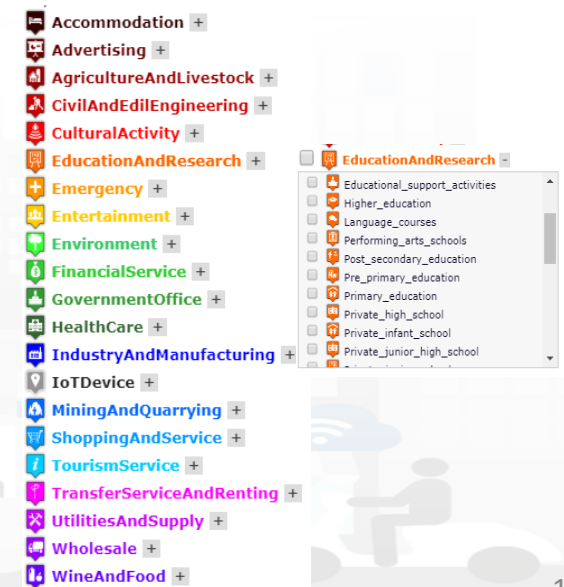 Accommodation +
Advertising +
AgricultureAndLivestock +
CivilAndEdilEngineering +
CulturalActivity +
EducationAndResearch +
Emergency +
Entertainment +
Environment +
FinancialService +
GovernmentOffice +
HealthCare +
IndustryAndManufacturing +
IoTDevice +
MiningAndQuarrying +
ShoppingAndService +
TourismService +
TransferServiceAndRenting +
UtilitiesAndSupply +
Wholesale +
WineAndFood +
EducationAndResearch -
Educational_support_activities
Higher_education
Language_courses
Performing_arts_schools
Post_secondary_education
Pre_primary_education
Primary_education
Private_high_school
Private_infant_school
Private_junior_high_school